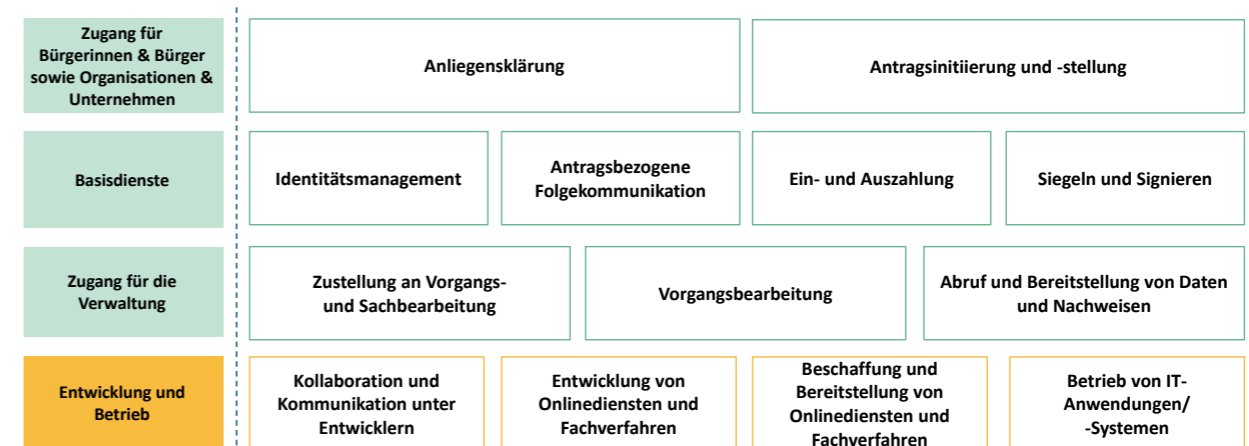 Zugang für
Bürgerinnen & Bürger
sowie Organisationen &
Unternehmen
Anliegensklärung
Antragsinitiierung und -stellung
Basisdienste
Identitätsmanagement
Antragsbezogene
Folgekommunikation
Ein- und Auszahlung
Siegeln und Signieren
Zugang für die
Verwaltung
Zustellung an Vorgangs-
und Sachbearbeitung
Vorgangsbearbeitung
Abruf und Bereitstellung von Daten
und Nachweisen
Entwicklung und
Betrieb
Kollaboration und
Kommunikation unter
Entwicklern
Entwicklung von
Onlinediensten und
Fachverfahren
Beschaffung und
Bereitstellung von
Onlinediensten und
Fachverfahren
Betrieb von IT-
Anwendungen/
-Systemen